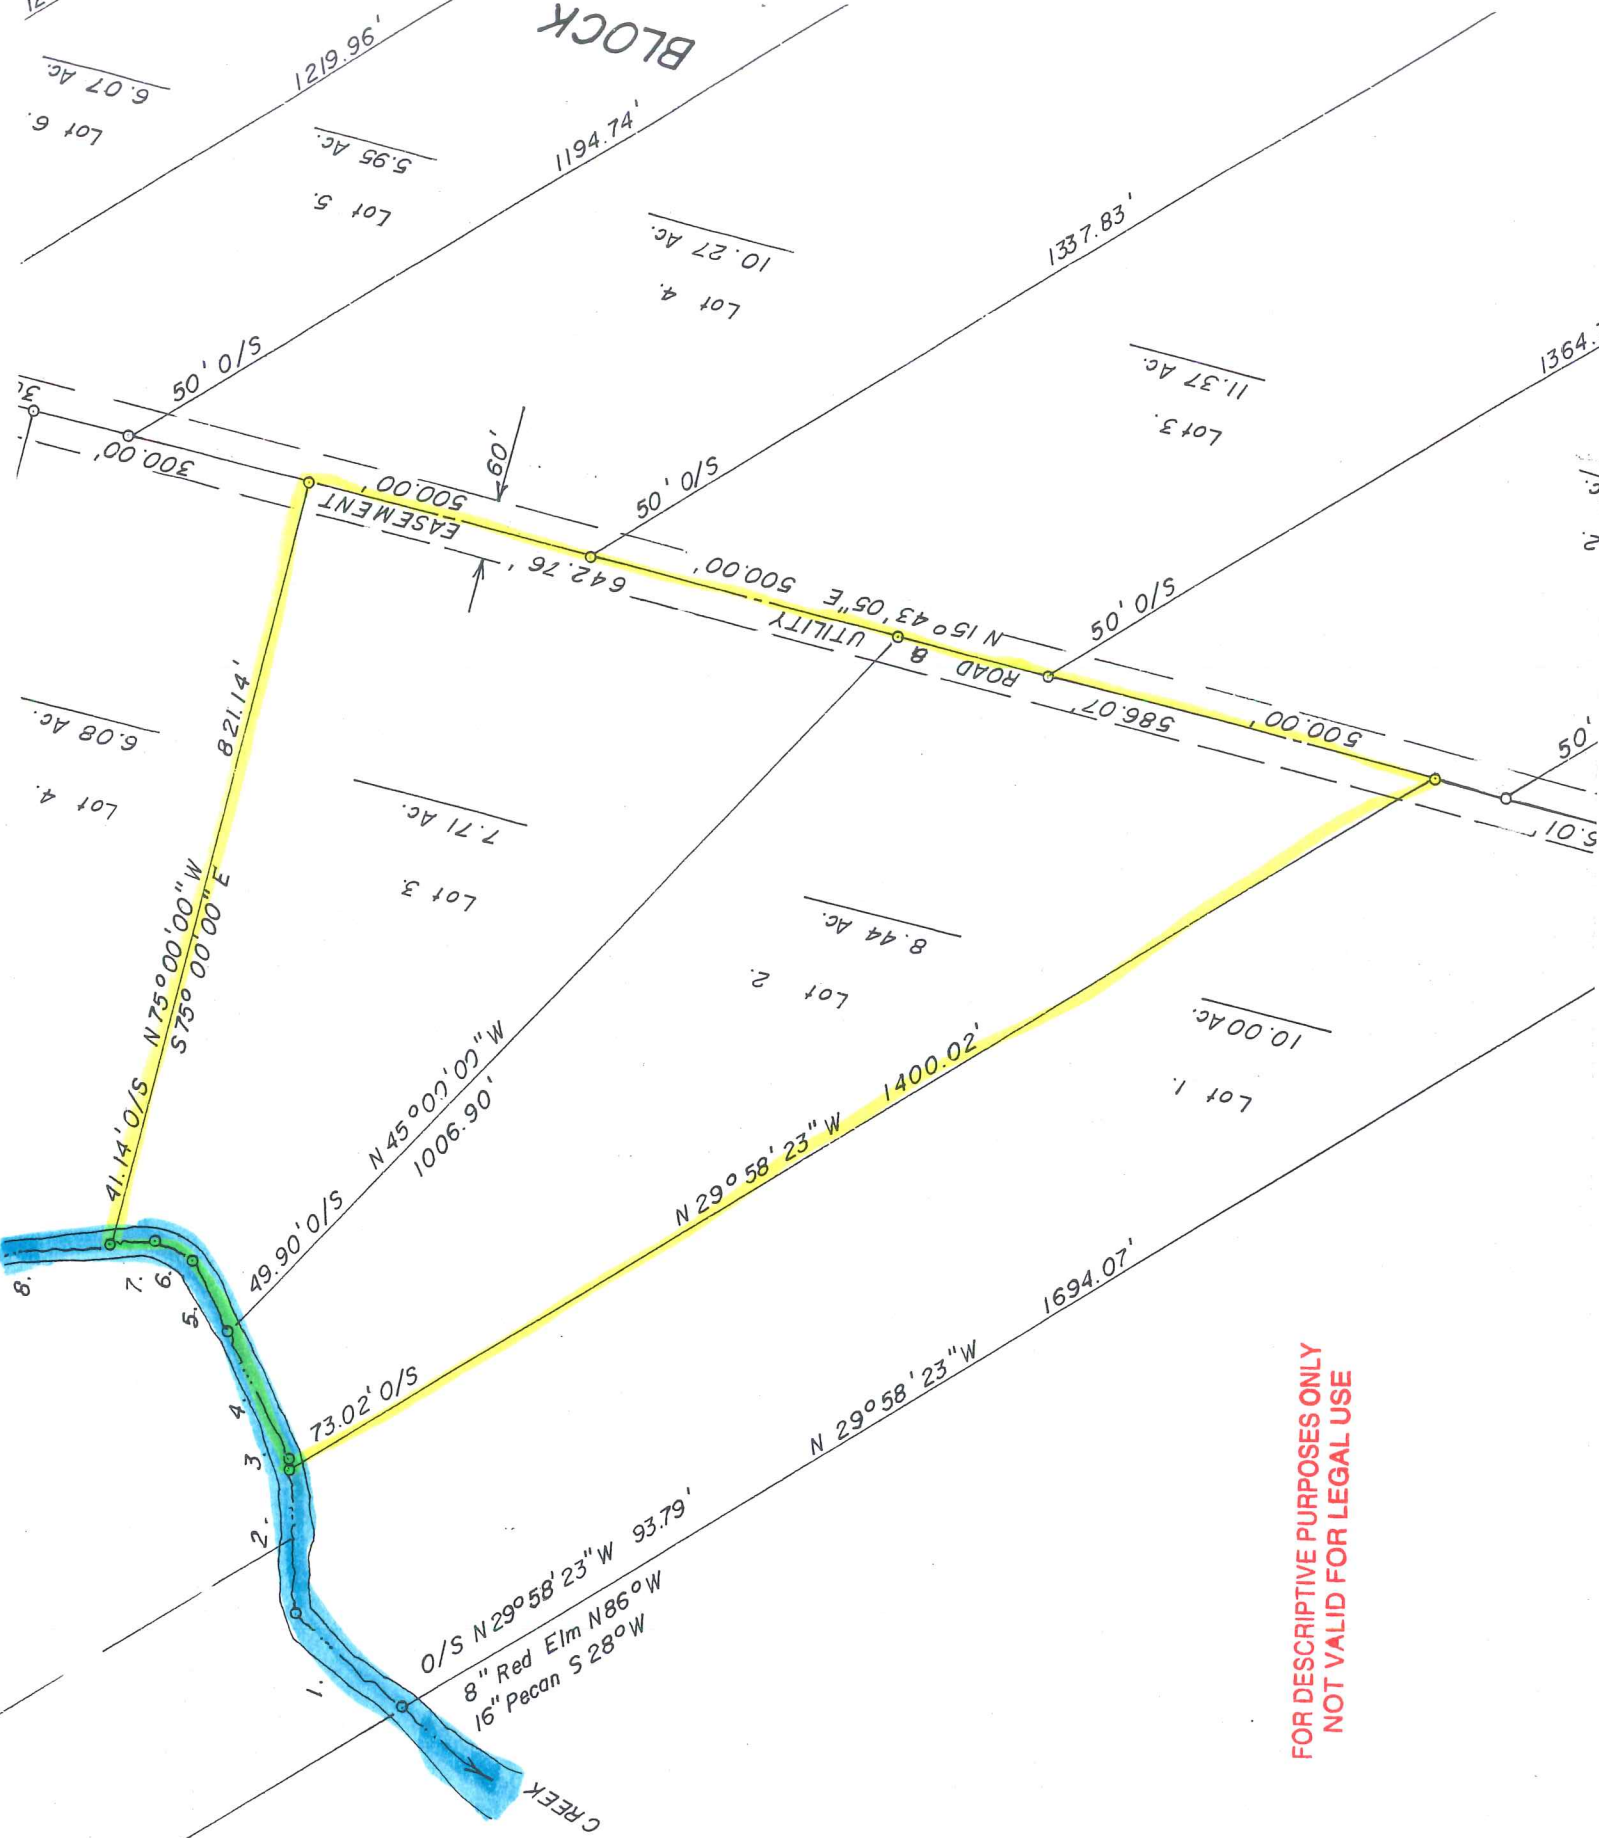 BLOCK
1219.96'
6.07 Ac.
Lot 6.
5.95 Ac.
Lot 5.
1194.74'
10.27 Ac.
Lot 4.
1337.83'
11.37 Ac.
Lot 3.
1364.
50' O/S
300.00'
500.00'
EASEMENT
60'
50' O/S
642.76'
500.00'
N 15° 43' 05" E
UTILITY
&
ROAD
50' O/S
586.07'
500.00'
50'
5.01'
2.
821.14'
N 75° 00' 00" W
S 75° 00' 00" E
41.14' O/S
6.08 Ac.
Lot 4.
7.71 Ac.
Lot 3.
8.44 Ac.
Lot 2.
10.00 Ac.
Lot 1.
N 45° 00' 00" W
1006.90'
49.90' O/S
1400.02'
N 29° 58' 23" W
73.02' O/S
1694.07'
N 29° 58' 23" W
O/S N 29° 58' 23" W 93.79'
8" Red Elm N 86° W
16" Pecan S 28° W
8.
7.
6.
5.
4.
3.
2.
1.
CREEK
FOR DESCRIPTIVE PURPOSES ONLY
NOT VALID FOR LEGAL USE